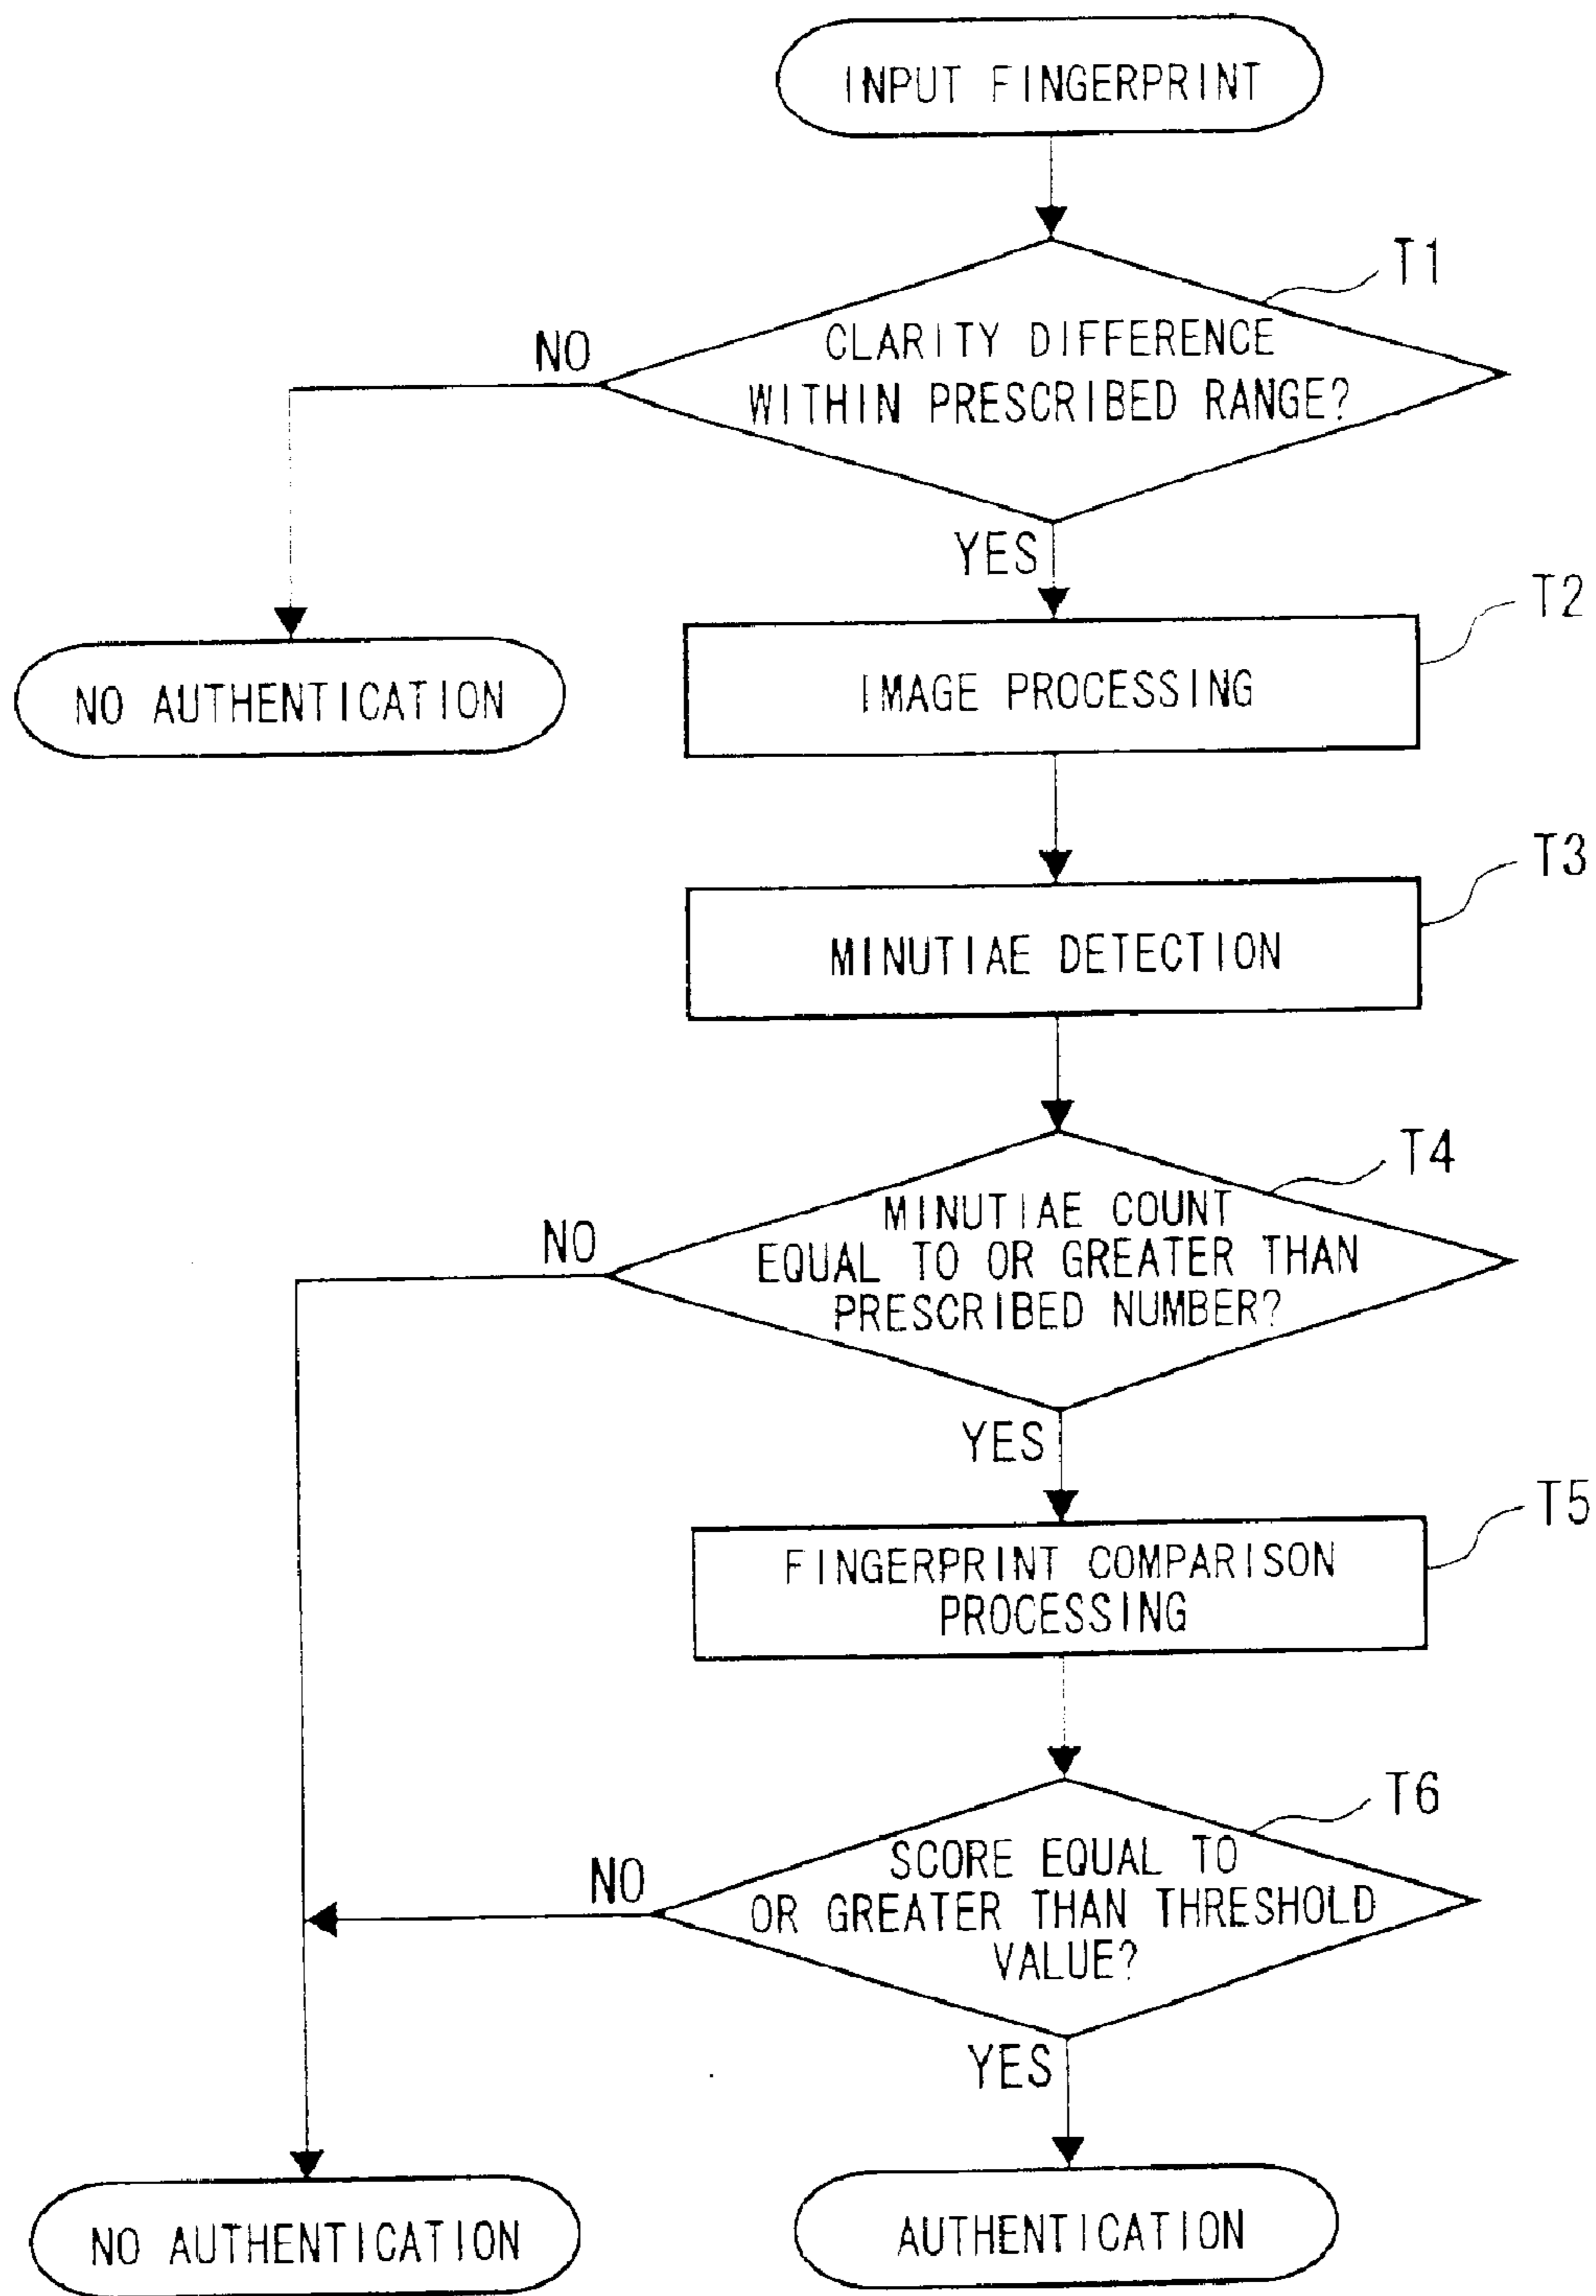 INPUT FINGERPRINT
T1
CLARITY DIFFERENCE
WITHIN PRESCRIBED RANGE?
NO
YES
T2
NO AUTHENTICATION
IMAGE PROCESSING
T3
MINUTIAE DETECTION
T4
MINUTIAE COUNT
EQUAL TO OR GREATER THAN
PRESCRIBED NUMBER?
NO
YES
T5
FINGERPRINT COMPARISON
PROCESSING
T6
SCORE EQUAL TO
OR GREATER THAN THRESHOLD
VALUE?
NO
YES
NO AUTHENTICATION
AUTHENTICATION